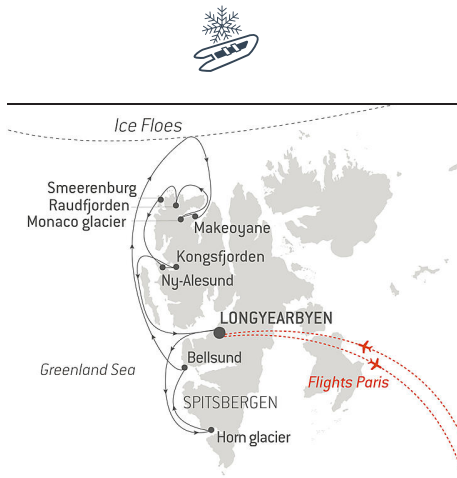 Ice Floes
Smeerenburg
Raudfjorden
Monaco glacier
Makeoyane
Kongsfjorden
Ny-Alesund
LONGYEARBYEN
Bellsund
Greenland Sea
Flights Paris
SPITSBERGEN
Horn glacier